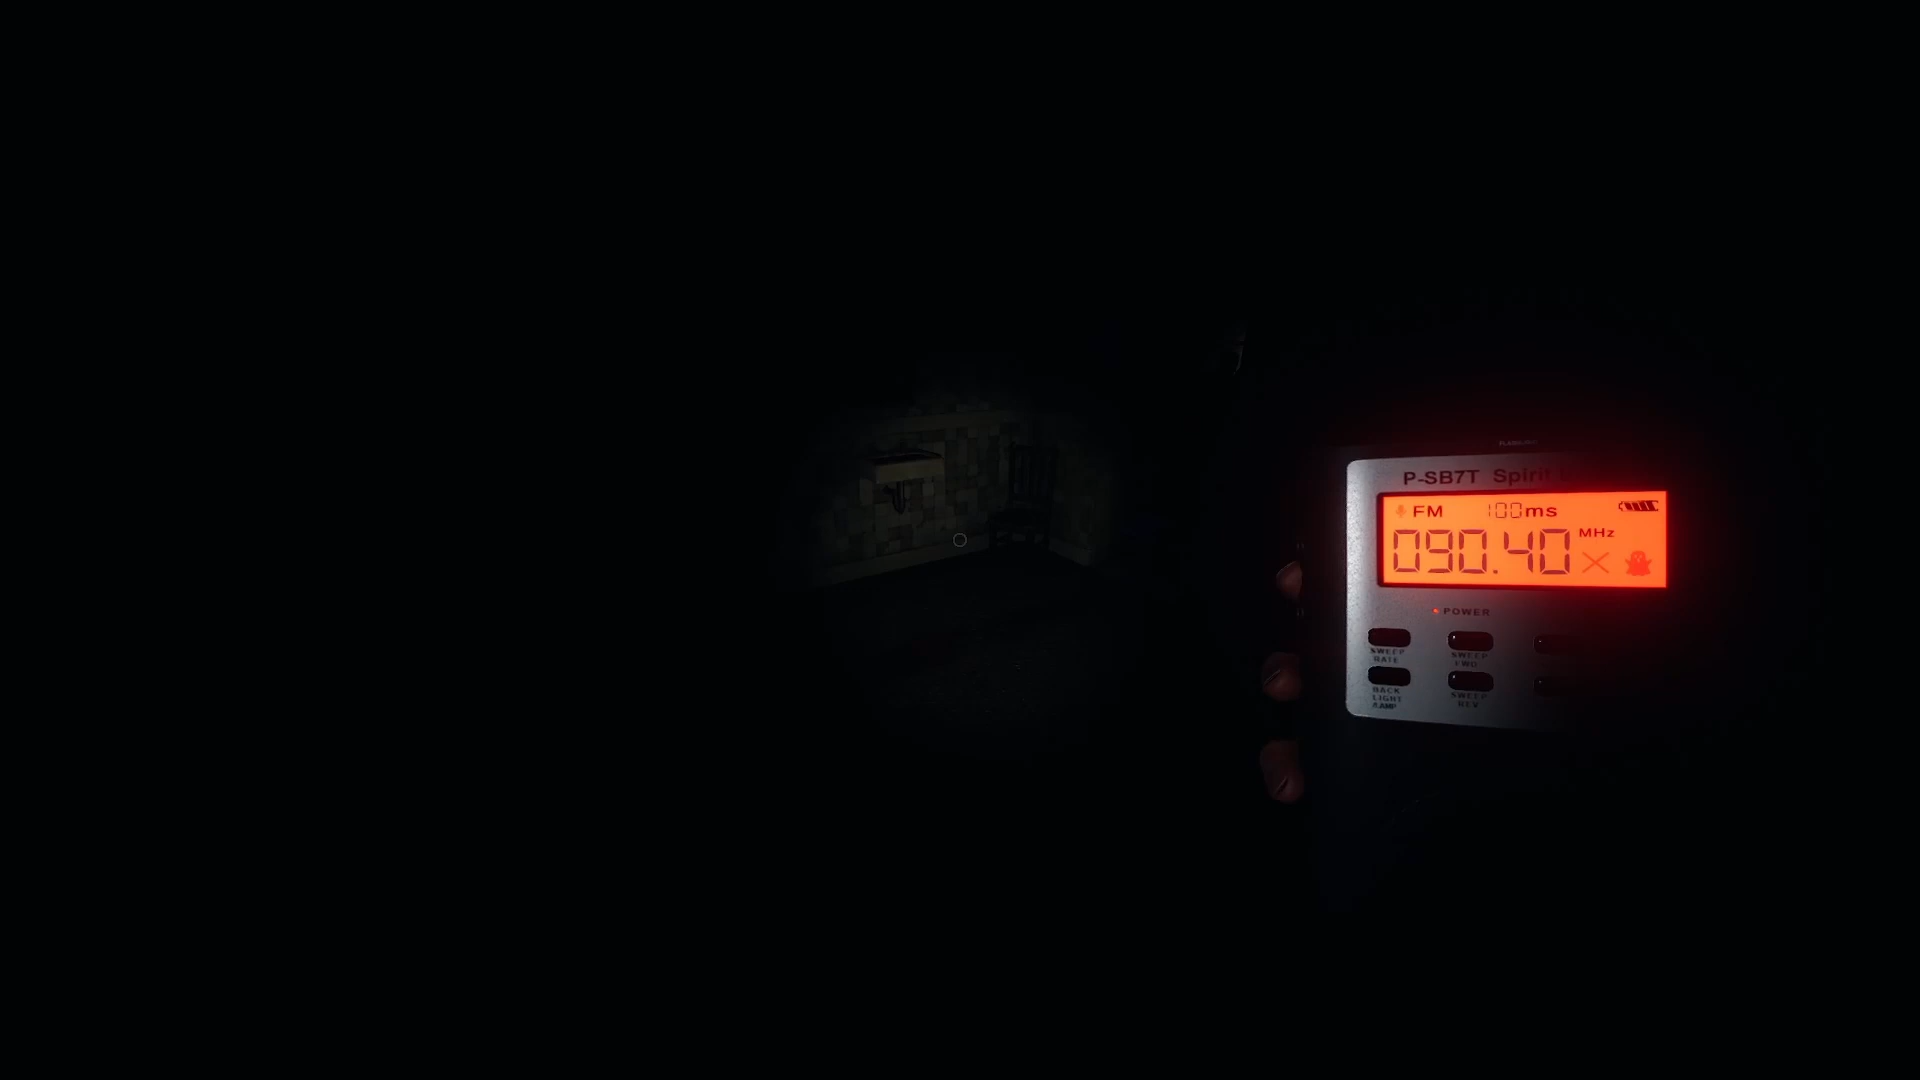 P-SB7T Spirit
FM 100ms
090.40 MHz
POWER
SWEEP
RATE
SWEEP
FWD
BACK
LIGHT
SWEEP
REV